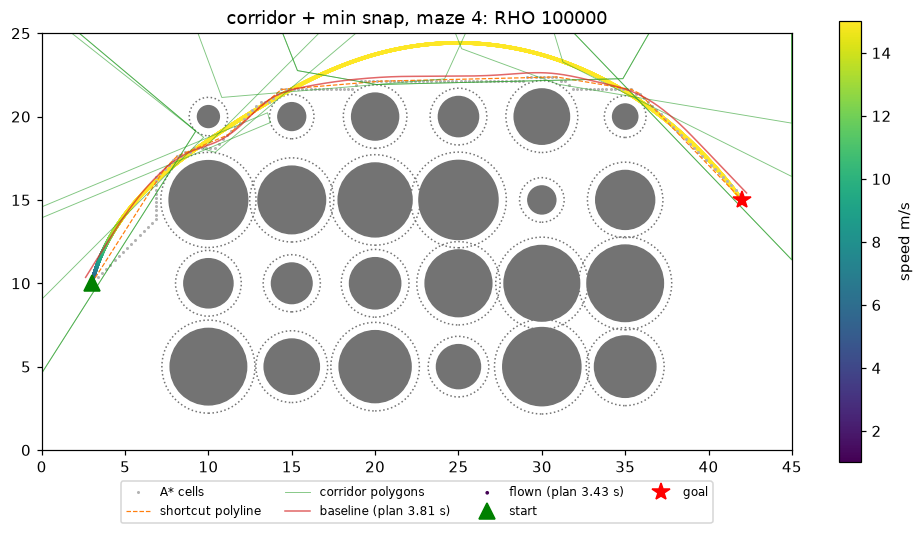 corridor + min snap, maze 4: RHO 100000
25
20
15
10
5
0
0 5 10 15 20 25 30 35 40 45
14
12
10
8
6
4
2
speed m/s
A* cells
shortcut polyline
corridor polygons
baseline (plan 3.81 s)
flown (plan 3.43 s)
start
goal